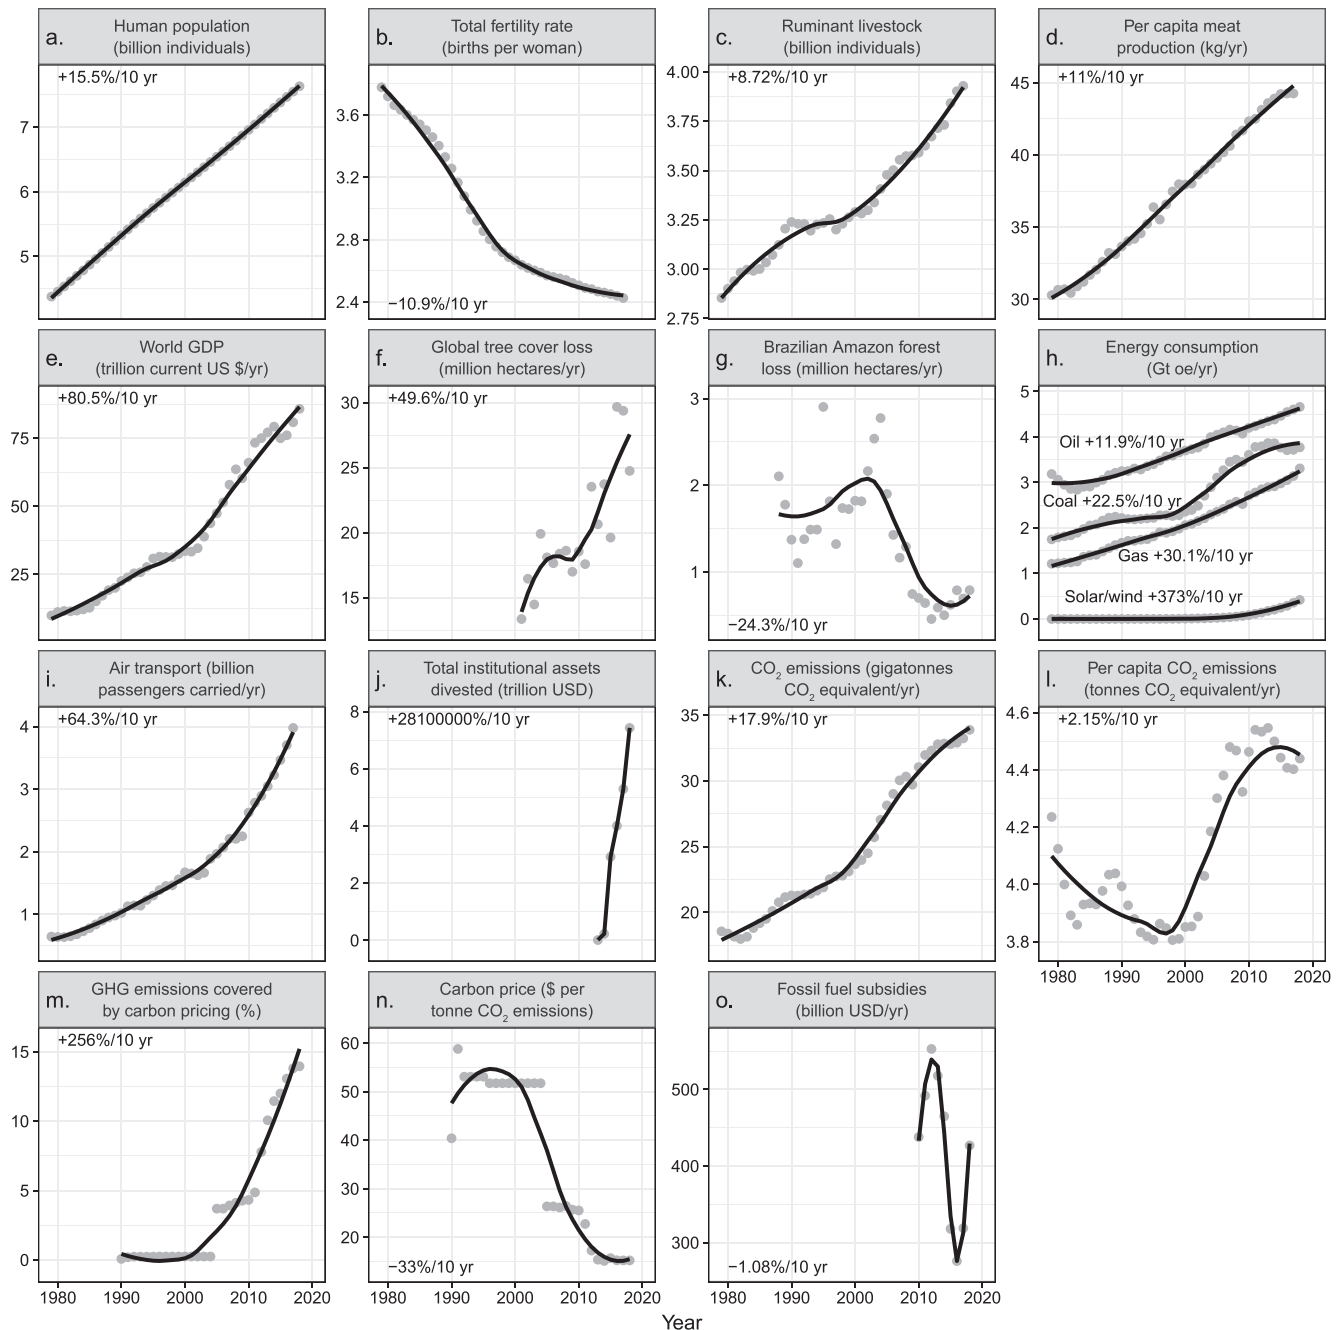 a. Human population
(billion individuals)
+15.5%/10 yr
7
6
5
b. Total fertility rate
(births per woman)
3.6
3.2
2.8
2.4
−10.9%/10 yr
c. Ruminant livestock
(billion individuals)
+8.72%/10 yr
4.00
3.75
3.50
3.25
3.00
2.75
d. Per capita meat
production (kg/yr)
+11%/10 yr
45
40
35
30
e. World GDP
(trillion current US $/yr)
+80.5%/10 yr
75
50
25
f. Global tree cover loss
(million hectares/yr)
+49.6%/10 yr
30
25
20
15
g. Brazilian Amazon forest
loss (million hectares/yr)
3
2
1
−24.3%/10 yr
h. Energy consumption
(Gt oe/yr)
5
4
3
2
1
0
Oil +11.9%/10 yr
Coal +22.5%/10 yr
Gas +30.1%/10 yr
Solar/wind +373%/10 yr
i. Air transport (billion
passengers carried/yr)
+64.3%/10 yr
4
3
2
1
j. Total institutional assets
divested (trillion USD)
+28100000%/10 yr
8
6
4
2
0
k. CO₂ emissions (gigatonnes
CO₂ equivalent/yr)
+17.9%/10 yr
35
30
25
20
l. Per capita CO₂ emissions
(tonnes CO₂ equivalent/yr)
+2.15%/10 yr
4.6
4.4
4.2
4.0
3.8
1980 1990 2000 2010 2020
m. GHG emissions covered
by carbon pricing (%)
+256%/10 yr
15
10
5
0
1980 1990 2000 2010 2020
n. Carbon price ($ per
tonne CO₂ emissions)
60
50
40
30
20
−33%/10 yr
1980 1990 2000 2010 2020
o. Fossil fuel subsidies
(billion USD/yr)
500
400
300
−1.08%/10 yr
1980 1990 2000 2010 2020
Year